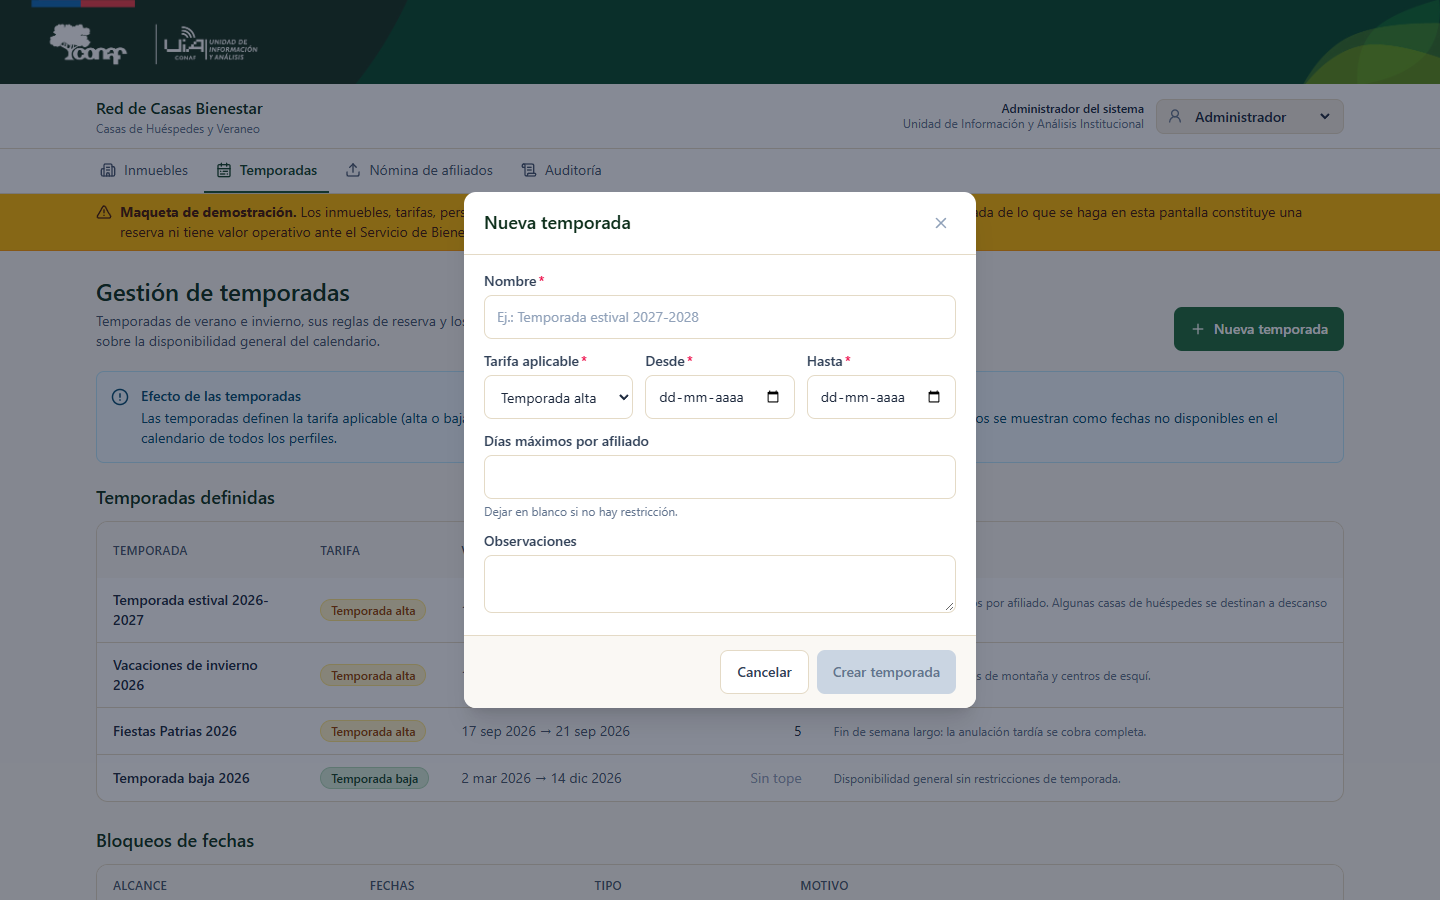 conaf
UIA
CONAF
UNIDAD DE
INFORMACIÓN
Y ANÁLISIS
Red de Casas Bienestar
Casas de Huéspedes y Veraneo
Administrador del sistema
Unidad de Información y Análisis Institucional
Administrador
Inmuebles
Temporadas
Nómina de afiliados
Auditoría
Maqueta de demostración. Los inmuebles, tarifas, de lo que se haga en esta pantalla constituye una
reserva ni tiene valor operativo ante el Servicio de
Gestión de temporadas
Temporadas de verano e invierno, sus reglas de reserva y
sobre la disponibilidad general del calendario.
+ Nueva temporada
Efecto de las temporadas
Las temporadas definen la tarifa aplicable (alta o se muestran como fechas no disponibles en el
calendario de todos los perfiles.
Temporadas definidas
TEMPORADA TARIFA
Temporada estival 2026-
2027
Temporada alta
por afiliado. Algunas casas de huéspedes se destinan a descanso
Vacaciones de invierno
2026
Temporada alta
de montaña y centros de esquí.
Fiestas Patrias 2026 Temporada alta 17 sep 2026 → 21 sep 2026 5 Fin de semana largo: la anulación tardía se cobra completa.
Temporada baja 2026 Temporada baja 2 mar 2026 → 14 dic 2026 Sin tope Disponibilidad general sin restricciones de temporada.
Bloqueos de fechas
ALCANCE FECHAS TIPO MOTIVO
Nueva temporada
Nombre*
Ej.: Temporada estival 2027-2028
Tarifa aplicable* Desde* Hasta*
Temporada alta dd-mm-aaaa dd-mm-aaaa
Días máximos por afiliado
Dejar en blanco si no hay restricción.
Observaciones
Cancelar
Crear temporada